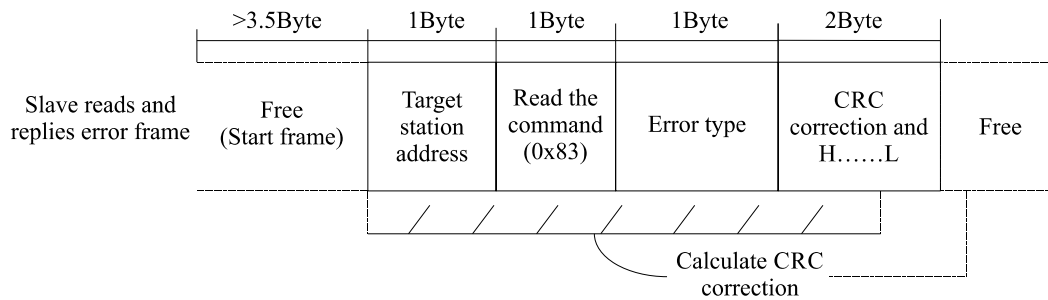 >3.5Byte 1Byte 1Byte 1Byte 2Byte
Slave reads and
replies error frame
Free
(Start frame)
Target
station
address
Read the
command
(0x83)
Error type
CRC
correction and
H......L
Free
Calculate CRC
correction